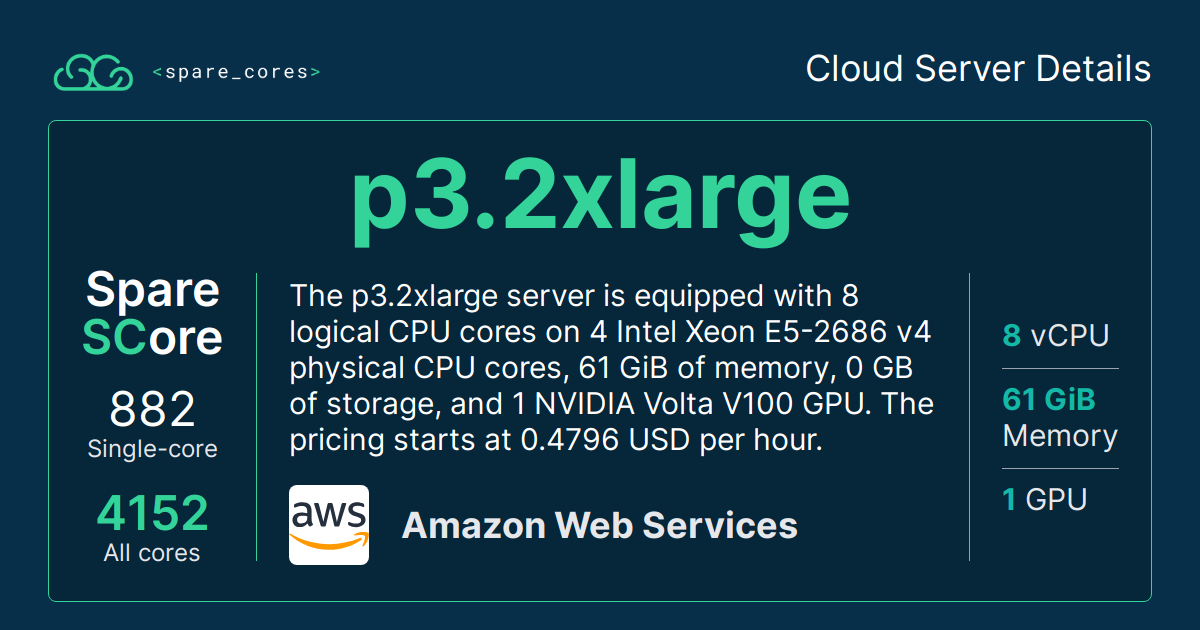 <spare_cores>
Cloud Server Details
p3.2xlarge
Spare
SCore
882
Single-core
4152
All cores
The p3.2xlarge server is equipped with 8
logical CPU cores on 4 Intel Xeon E5-2686 v4
physical CPU cores, 61 GiB of memory, 0 GB
of storage, and 1 NVIDIA Volta V100 GPU. The
pricing starts at 0.4796 USD per hour.
aws
Amazon Web Services
8 vCPU
61 GiB
Memory
1 GPU